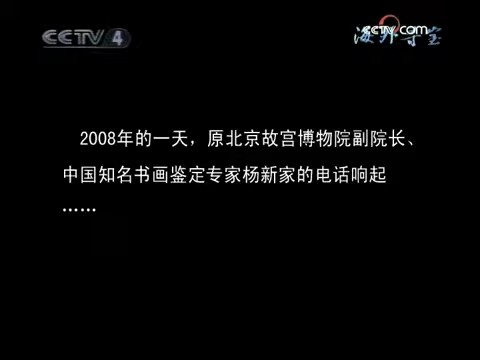 CCTV 4
CCTV.com
海外寻宝
2008年的一天，原北京故宫博物院副院长、
中国知名书画鉴定专家杨新家的电话响起
……